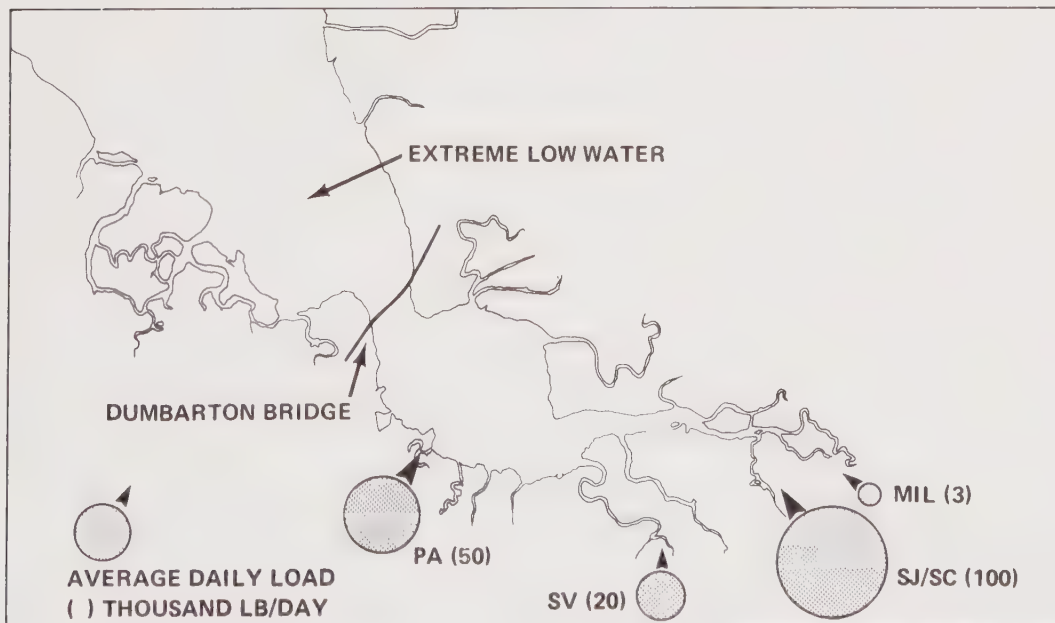 EXTREME LOW WATER
DUMBARTON BRIDGE
MIL (3)
PA (50)
SJ/SC (100)
SV (20)
AVERAGE DAILY LOAD
( ) THOUSAND LB/DAY